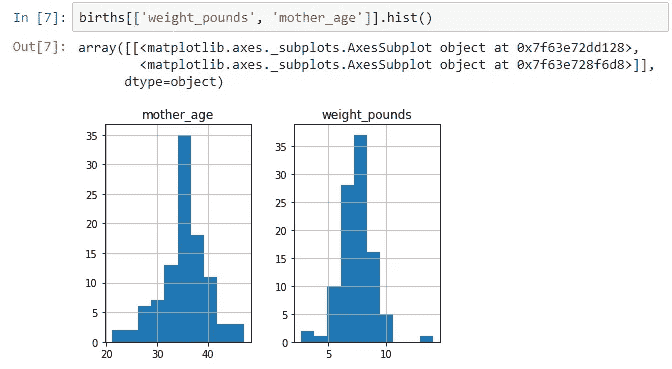 In [7]: births[['weight_pounds', 'mother_age']].hist()
Out[7]: array([[<matplotlib.axes._subplots.AxesSubplot object at 0x7f63e72dd128>,
<matplotlib.axes._subplots.AxesSubplot object at 0x7f63e728f6d8>]],
dtype=object)
mother_age
35
30
25
20
15
10
5
0
20 30 40
weight_pounds
35
30
25
20
15
10
5
0
5 10